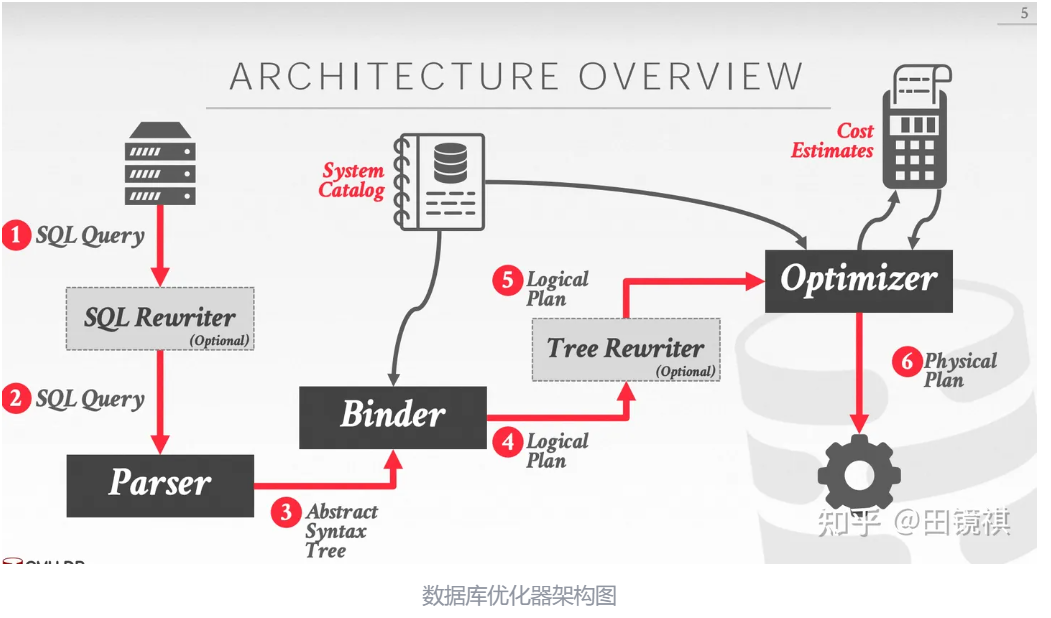 5
ARCHITECTURE OVERVIEW
Cost
Estimates
System
Catalog
1 SQL Query
SQL Rewriter
(Optional)
2 SQL Query
Parser
3 Abstract
Syntax
Tree
Binder
4 Logical
Plan
Tree Rewriter
(Optional)
5 Logical
Plan
Optimizer
6 Physical
Plan
知乎 @田镜祺
数据库优化器架构图